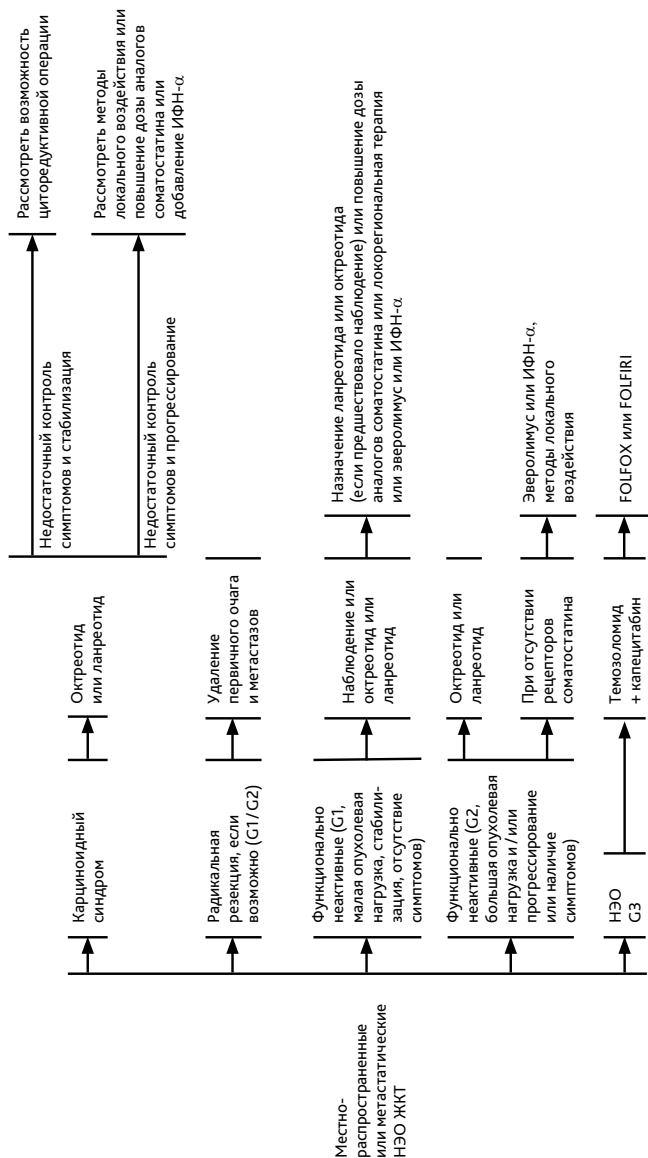 Местно-
распространенные
или метастатические
НЭО ЖКТ
Карциноидный
синдром
Октреотид
или ланреотид
Недостаточный контроль
симптомов и стабилизация
Рассмотреть возможность
циторедуктивной операции
Недостаточный контроль
симптомов и прогрессирование
Рассмотреть методы
локального воздействия или
повышение дозы аналогов
соматостатина или
добавление ИФН-α
Радикальная
резекция, если
возможно (G1/G2)
Удаление
первичного очага
и метастазов
Функционально
неактивные (G1,
малая опухолевая
нагрузка, стабили-
зация, отсутствие
симптомов)
Наблюдение или
октреотид или
ланреотид
Назначение ланреотида или октреотида
(если предшествовало наблюдение) или повышение дозы
аналогов соматостатина или локорегиональная терапия
или эверолимус или ИФН-α
Функционально
неактивные (G2,
большая опухолевая
нагрузка и/или
прогрессирование
или наличие
симптомов)
Октреотид или
ланреотид
При отсутствии
рецепторов
соматостатина
Эверолимус или ИФН-α,
методы локального
воздействия
НЭО
G3
Темозоломид
+ капецитабин
FOLFOX или FOLFIRI